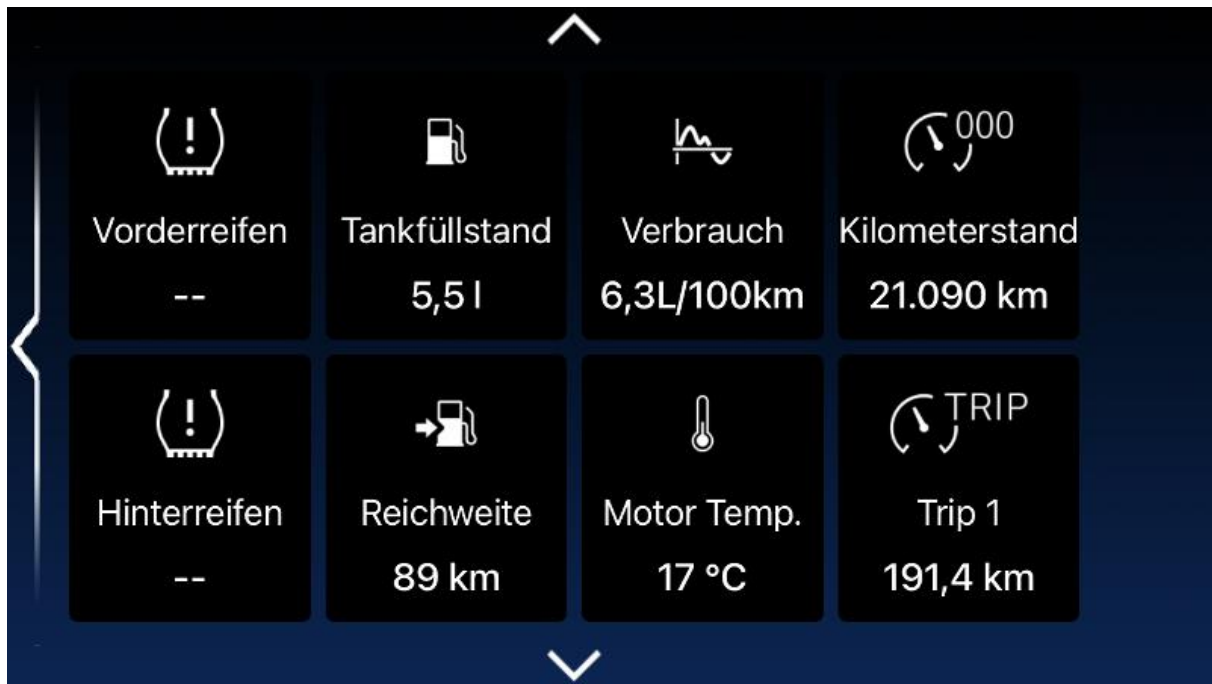 Vorderreifen
--
Tankfüllstand
5,5 l
Verbrauch
6,3L/100km
000
Kilometerstand
21.090 km
Hinterreifen
--
Reichweite
89 km
Motor Temp.
17 °C
TRIP
Trip 1
191,4 km